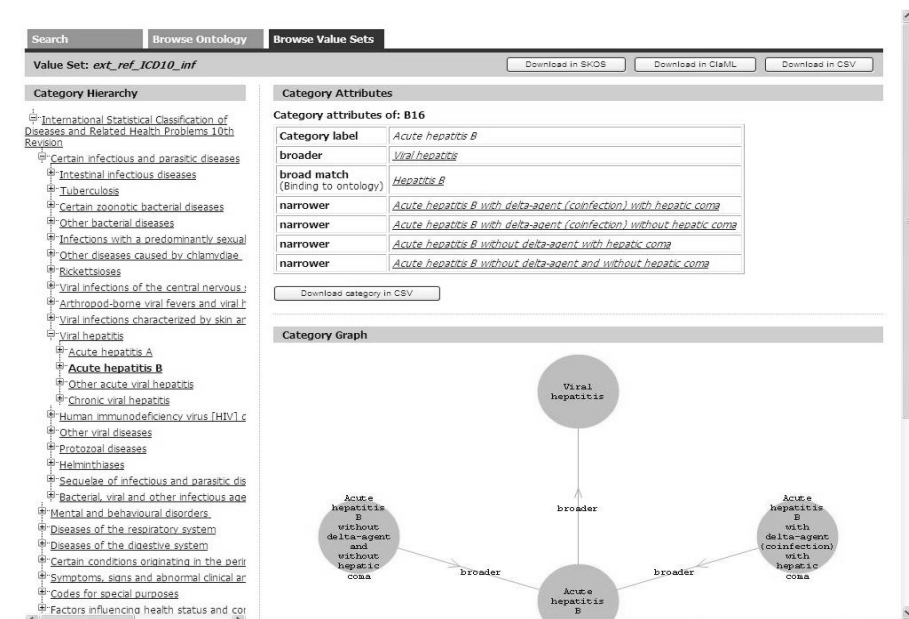 Search
Browse Ontology
Browse Value Sets
Value Set: ext_ref_ICD10_inf
Download in SKOS
Download in ClaML
Download in CSV
Category Hierarchy
International Statistical Classification of
Diseases and Related Health Problems 10th
Revision
Certain infectious and parasitic diseases
Intestinal infectious diseases
Tuberculosis
Certain zoonotic bacterial diseases
Other bacterial diseases
Infections with a predominantly sexual
Other diseases caused by chlamydiae
Rickettsioses
Viral infections of the central nervous
Arthropod-borne viral fevers and viral h
Viral infections characterized by skin ar
Viral hepatitis
Acute hepatitis A
Acute hepatitis B
Other acute viral hepatitis
Chronic viral hepatitis
Human immunodeficiency virus [HIV] d
Other viral diseases
Protozoal diseases
Helminthiases
Sequelae of infectious and parasitic dis
Bacterial, viral and other infectious age
Mental and behavioural disorders
Diseases of the respiratory system
Diseases of the digestive system
Certain conditions originating in the perin
Symptoms, signs and abnormal clinical ar
Codes for special purposes
Factors influencing health status and cor
Category Attributes
Category attributes of: B16
Category label Acute hepatitis B
broader Viral hepatitis
broad match
(Binding to ontology) Hepatitis B
narrower Acute hepatitis B with delta-agent (coinfection) with hepatic coma
narrower Acute hepatitis B with delta-agent (coinfection) without hepatic coma
narrower Acute hepatitis B without delta-agent with hepatic coma
narrower Acute hepatitis B without delta-agent and without hepatic coma
Download category in CSV
Category Graph
Viral
hepatitis
broader
Acute
hepatitis
B
without
delta-agent
and
without
hepatic
coma
broader
Acute
hepatitis
B
with
delta-agent
(coinfection)
with
hepatic
coma
broader
Acute
hepatitis
B